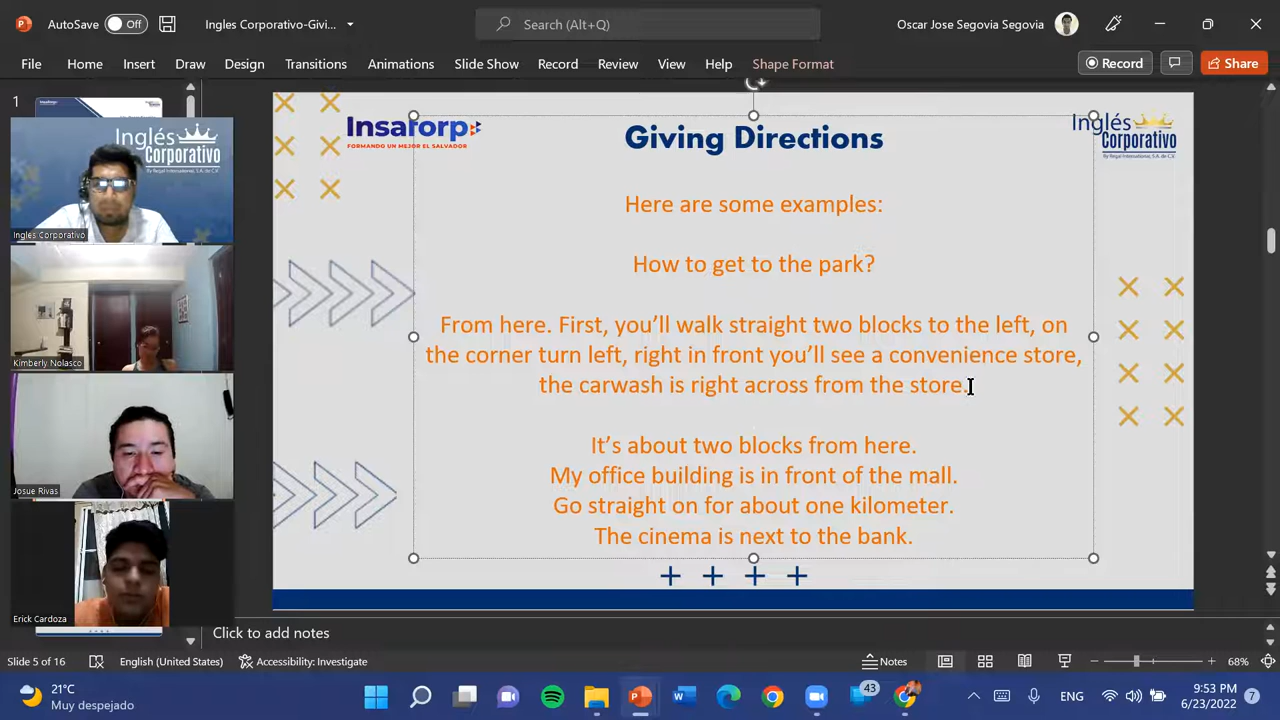 AutoSave Off Ingles Corporativo-Givi... Search (Alt+Q) Oscar Jose Segovia Segovia
File Home Insert Draw Design Transitions Animations Slide Show Record Review View Help Shape Format Record Share
1
Inglés
Corporativo
Ingles Corporativo
Kimberly Nolasco
Josue Rivas
Erick Cardoza
Insaforp
FORMANDO UN MEJOR EL SALVADOR
Giving Directions
Inglés
Corporativo
By Regal International, S.A. de C.V.
Here are some examples:
How to get to the park?
From here. First, you’ll walk straight two blocks to the left, on
the corner turn left, right in front you’ll see a convenience store,
the carwash is right across from the store.
It’s about two blocks from here.
My office building is in front of the mall.
Go straight on for about one kilometer.
The cinema is next to the bank.
Click to add notes
Slide 5 of 16 English (United States) Accessibility: Investigate Notes 68%
21°C
Muy despejado
43
ENG
9:53 PM
6/23/2022
7